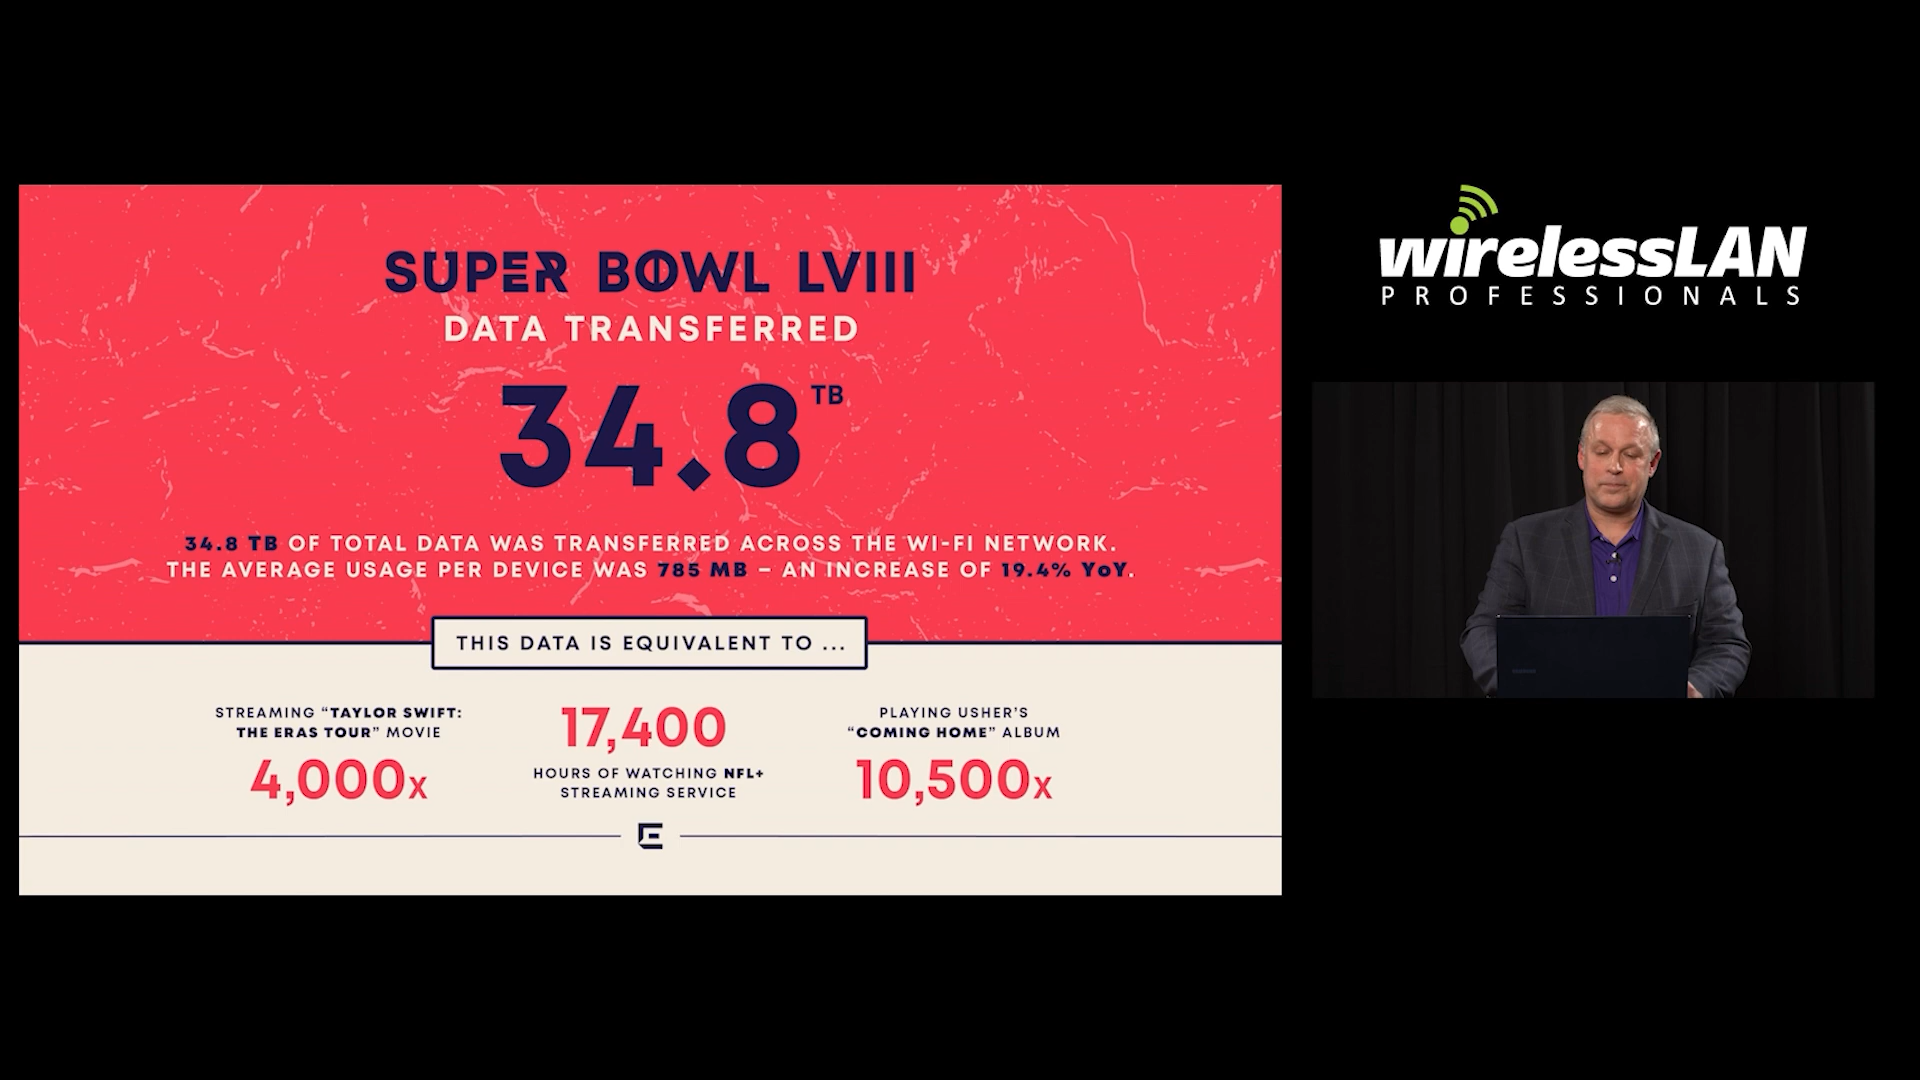 SUPER BOWL LVIII
DATA TRANSFERRED
34.8 TB
34.8 TB OF TOTAL DATA WAS TRANSFERRED ACROSS THE WI-FI NETWORK.
THE AVERAGE USAGE PER DEVICE WAS 785 MB – AN INCREASE OF 19.4% YoY.
THIS DATA IS EQUIVALENT TO ...
STREAMING “TAYLOR SWIFT:
THE ERAS TOUR” MOVIE
4,000x
17,400
HOURS OF WATCHING NFL+
STREAMING SERVICE
PLAYING USHER’S
“COMING HOME” ALBUM
10,500x
wirelessLAN
PROFESSIONALS